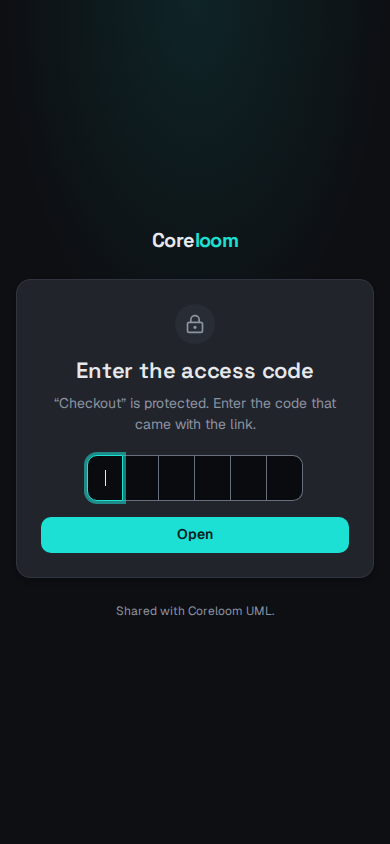 Coreloom
Enter the access code
“Checkout” is protected. Enter the code that
came with the link.
Open
Shared with Coreloom UML.